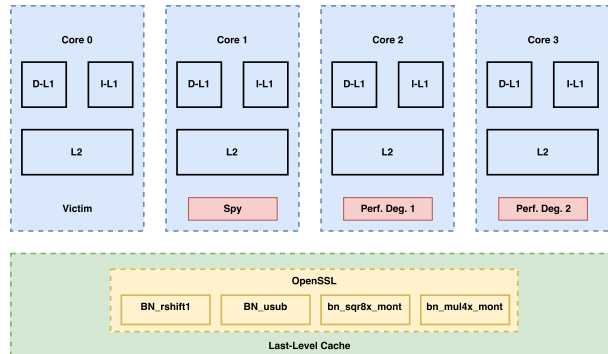 Core 0 Core 1 Core 2 Core 3
D-L1 I-L1 D-L1 I-L1 D-L1 I-L1 D-L1 I-L1
L2 L2 L2 L2
Victim Spy Perf. Deg. 1 Perf. Deg. 2
OpenSSL
BN_rshift1 BN_usub bn_sqr8x_mont bn_mul4x_mont
Last-Level Cache